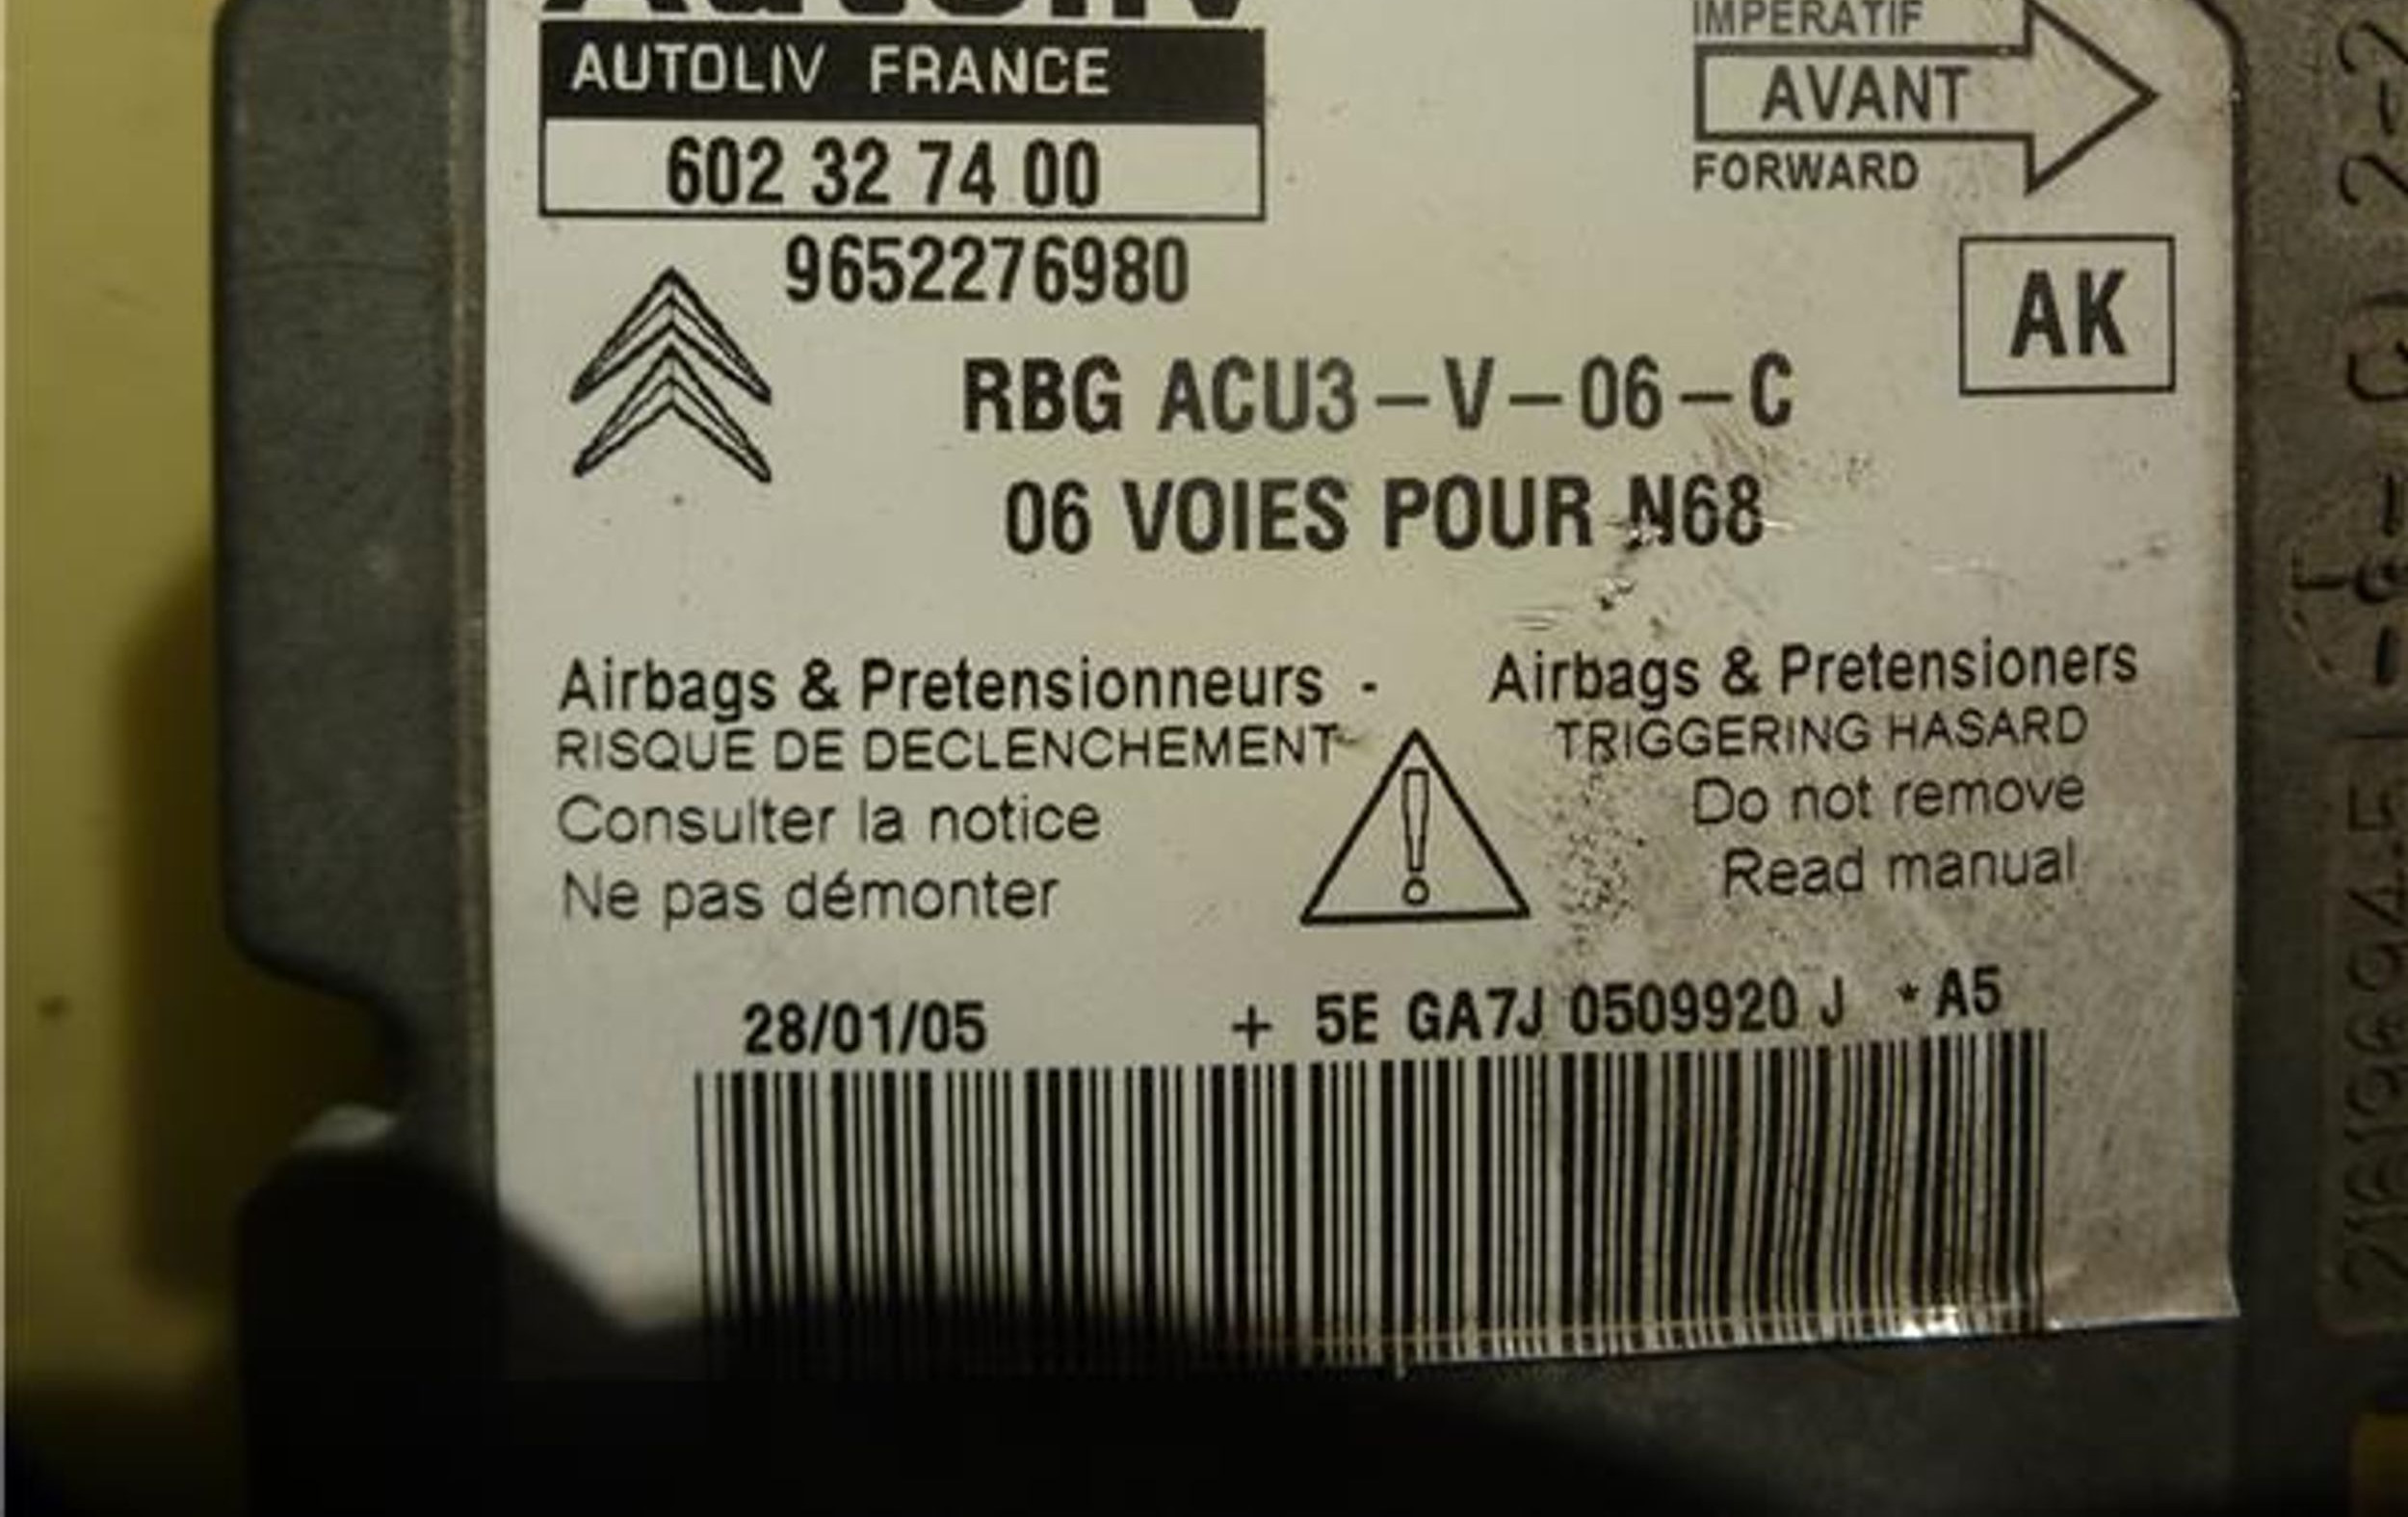 Autoliv
AUTOLIV FRANCE
602 32 74 00
IMPERATIF
AVANT
FORWARD
9652276980
AK
RBG ACU3-V-06-C
06 VOIES POUR N68
Airbags & Pretensionneurs - Airbags & Pretensioners
RISQUE DE DECLENCHEMENT
TRIGGERING HASARD
Consulter la notice
Do not remove
Ne pas démonter
Read manual
28/01/05 + 5E GA7J 0509920 J *A5